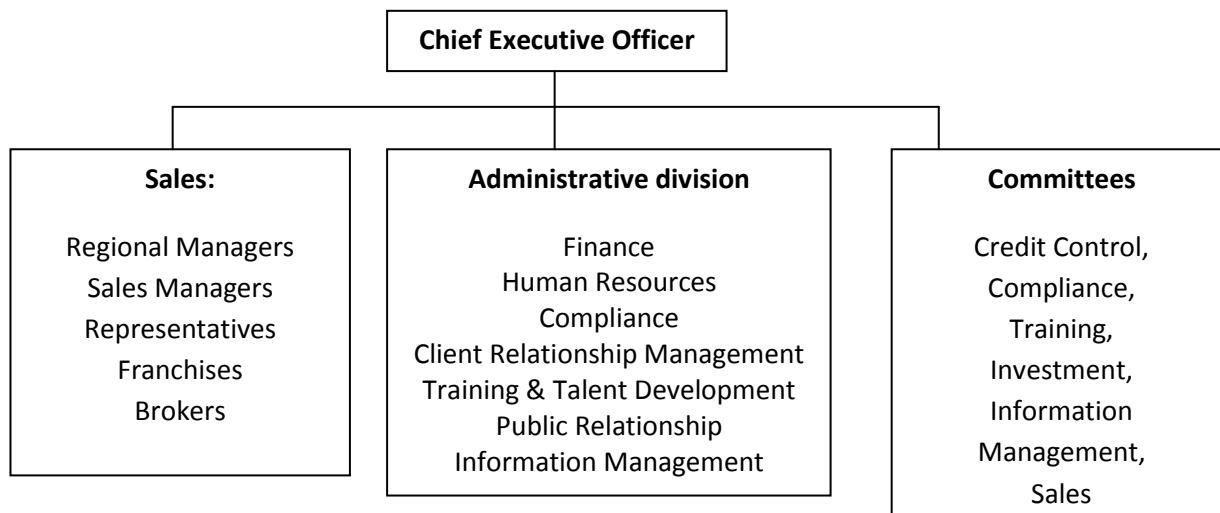 Chief Executive Officer
Sales:
Regional Managers
Sales Managers
Representatives
Franchises
Brokers
Administrative division
Finance
Human Resources
Compliance
Client Relationship Management
Training & Talent Development
Public Relationship
Information Management
Committees
Credit Control,
Compliance,
Training,
Investment,
Information
Management,
Sales